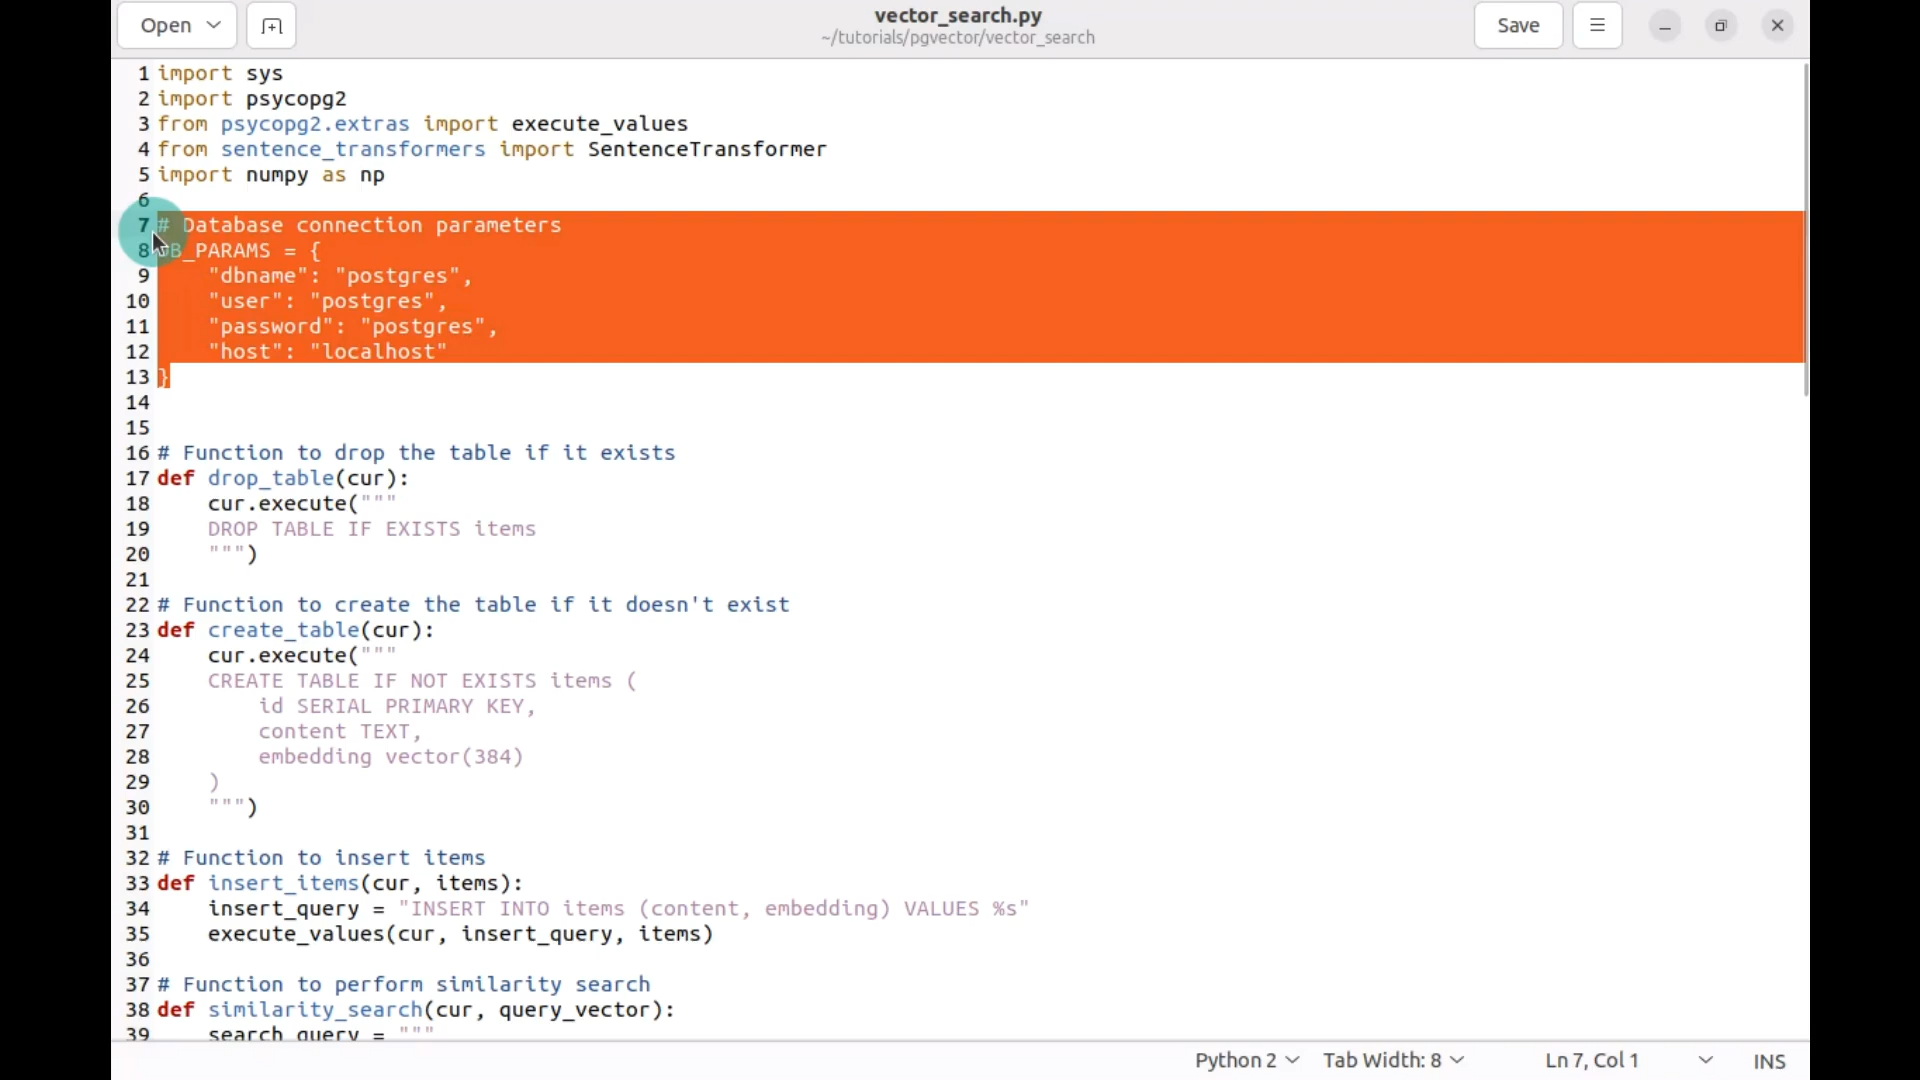 Open
vector_search.py
~/tutorials/pgvector/vector_search
Save
1 import sys
2 import psycopg2
3 from psycopg2.extras import execute_values
4 from sentence_transformers import SentenceTransformer
5 import numpy as np
6
7 # Database connection parameters
8 DB_PARAMS = {
9     "dbname": "postgres",
10     "user": "postgres",
11     "password": "postgres",
12     "host": "localhost"
13 }
14
15
16 # Function to drop the table if it exists
17 def drop_table(cur):
18     cur.execute("""
19     DROP TABLE IF EXISTS items
20     """)
21
22 # Function to create the table if it doesn't exist
23 def create_table(cur):
24     cur.execute("""
25     CREATE TABLE IF NOT EXISTS items (
26         id SERIAL PRIMARY KEY,
27         content TEXT,
28         embedding vector(384)
29     )
30     """)
31
32 # Function to insert items
33 def insert_items(cur, items):
34     insert_query = "INSERT INTO items (content, embedding) VALUES %s"
35     execute_values(cur, insert_query, items)
36
37 # Function to perform similarity search
38 def similarity_search(cur, query_vector):
39     search_query = """
Python 2 Tab Width: 8 Ln 7, Col 1 INS